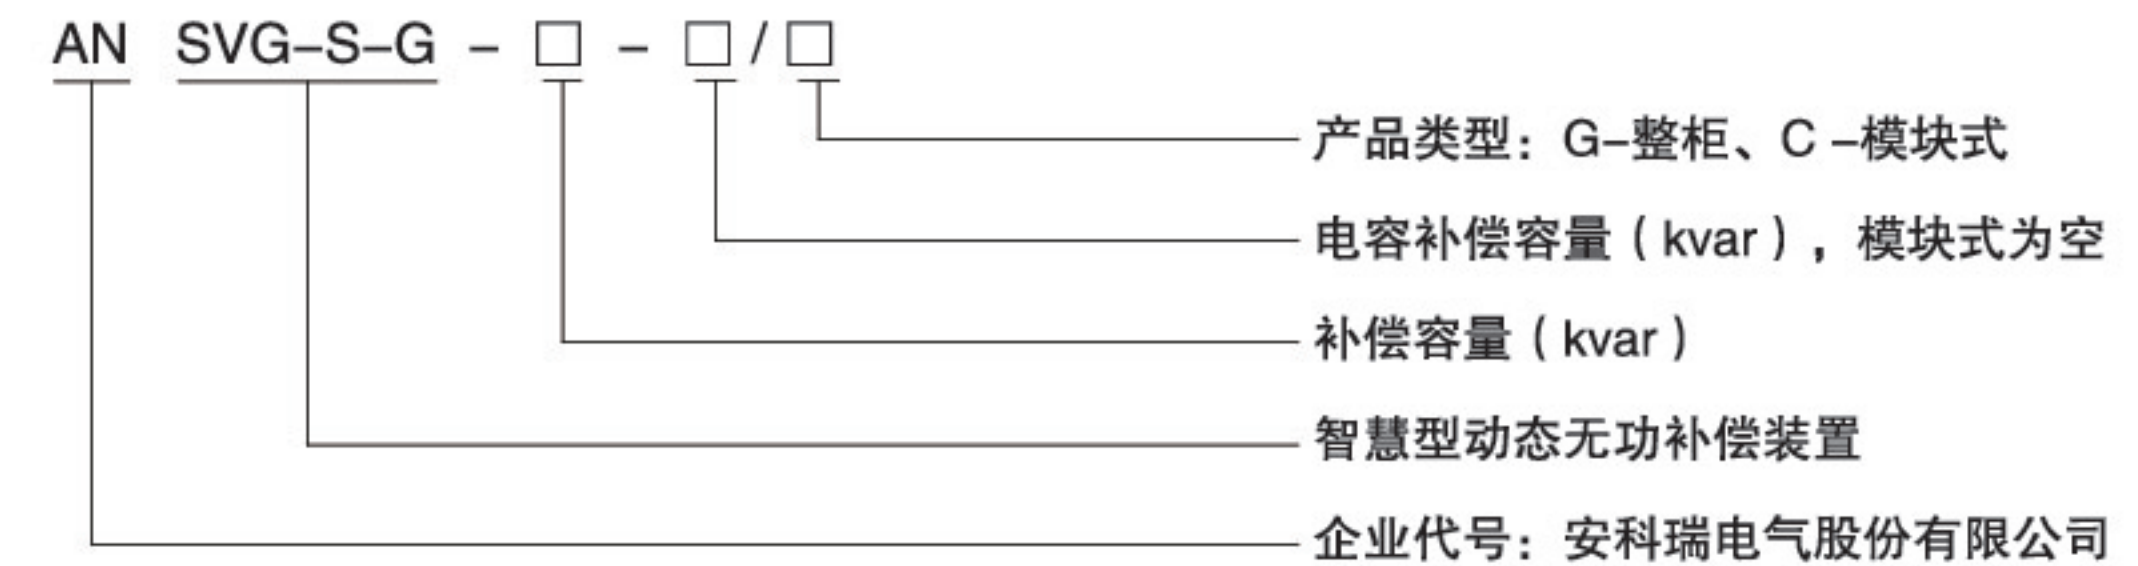 AN SVG–S–G – □ – □/□
产品类型：G–整柜、C –模块式
电容补偿容量（kvar），模块式为空
补偿容量（kvar）
智慧型动态无功补偿装置
企业代号：安科瑞电气股份有限公司